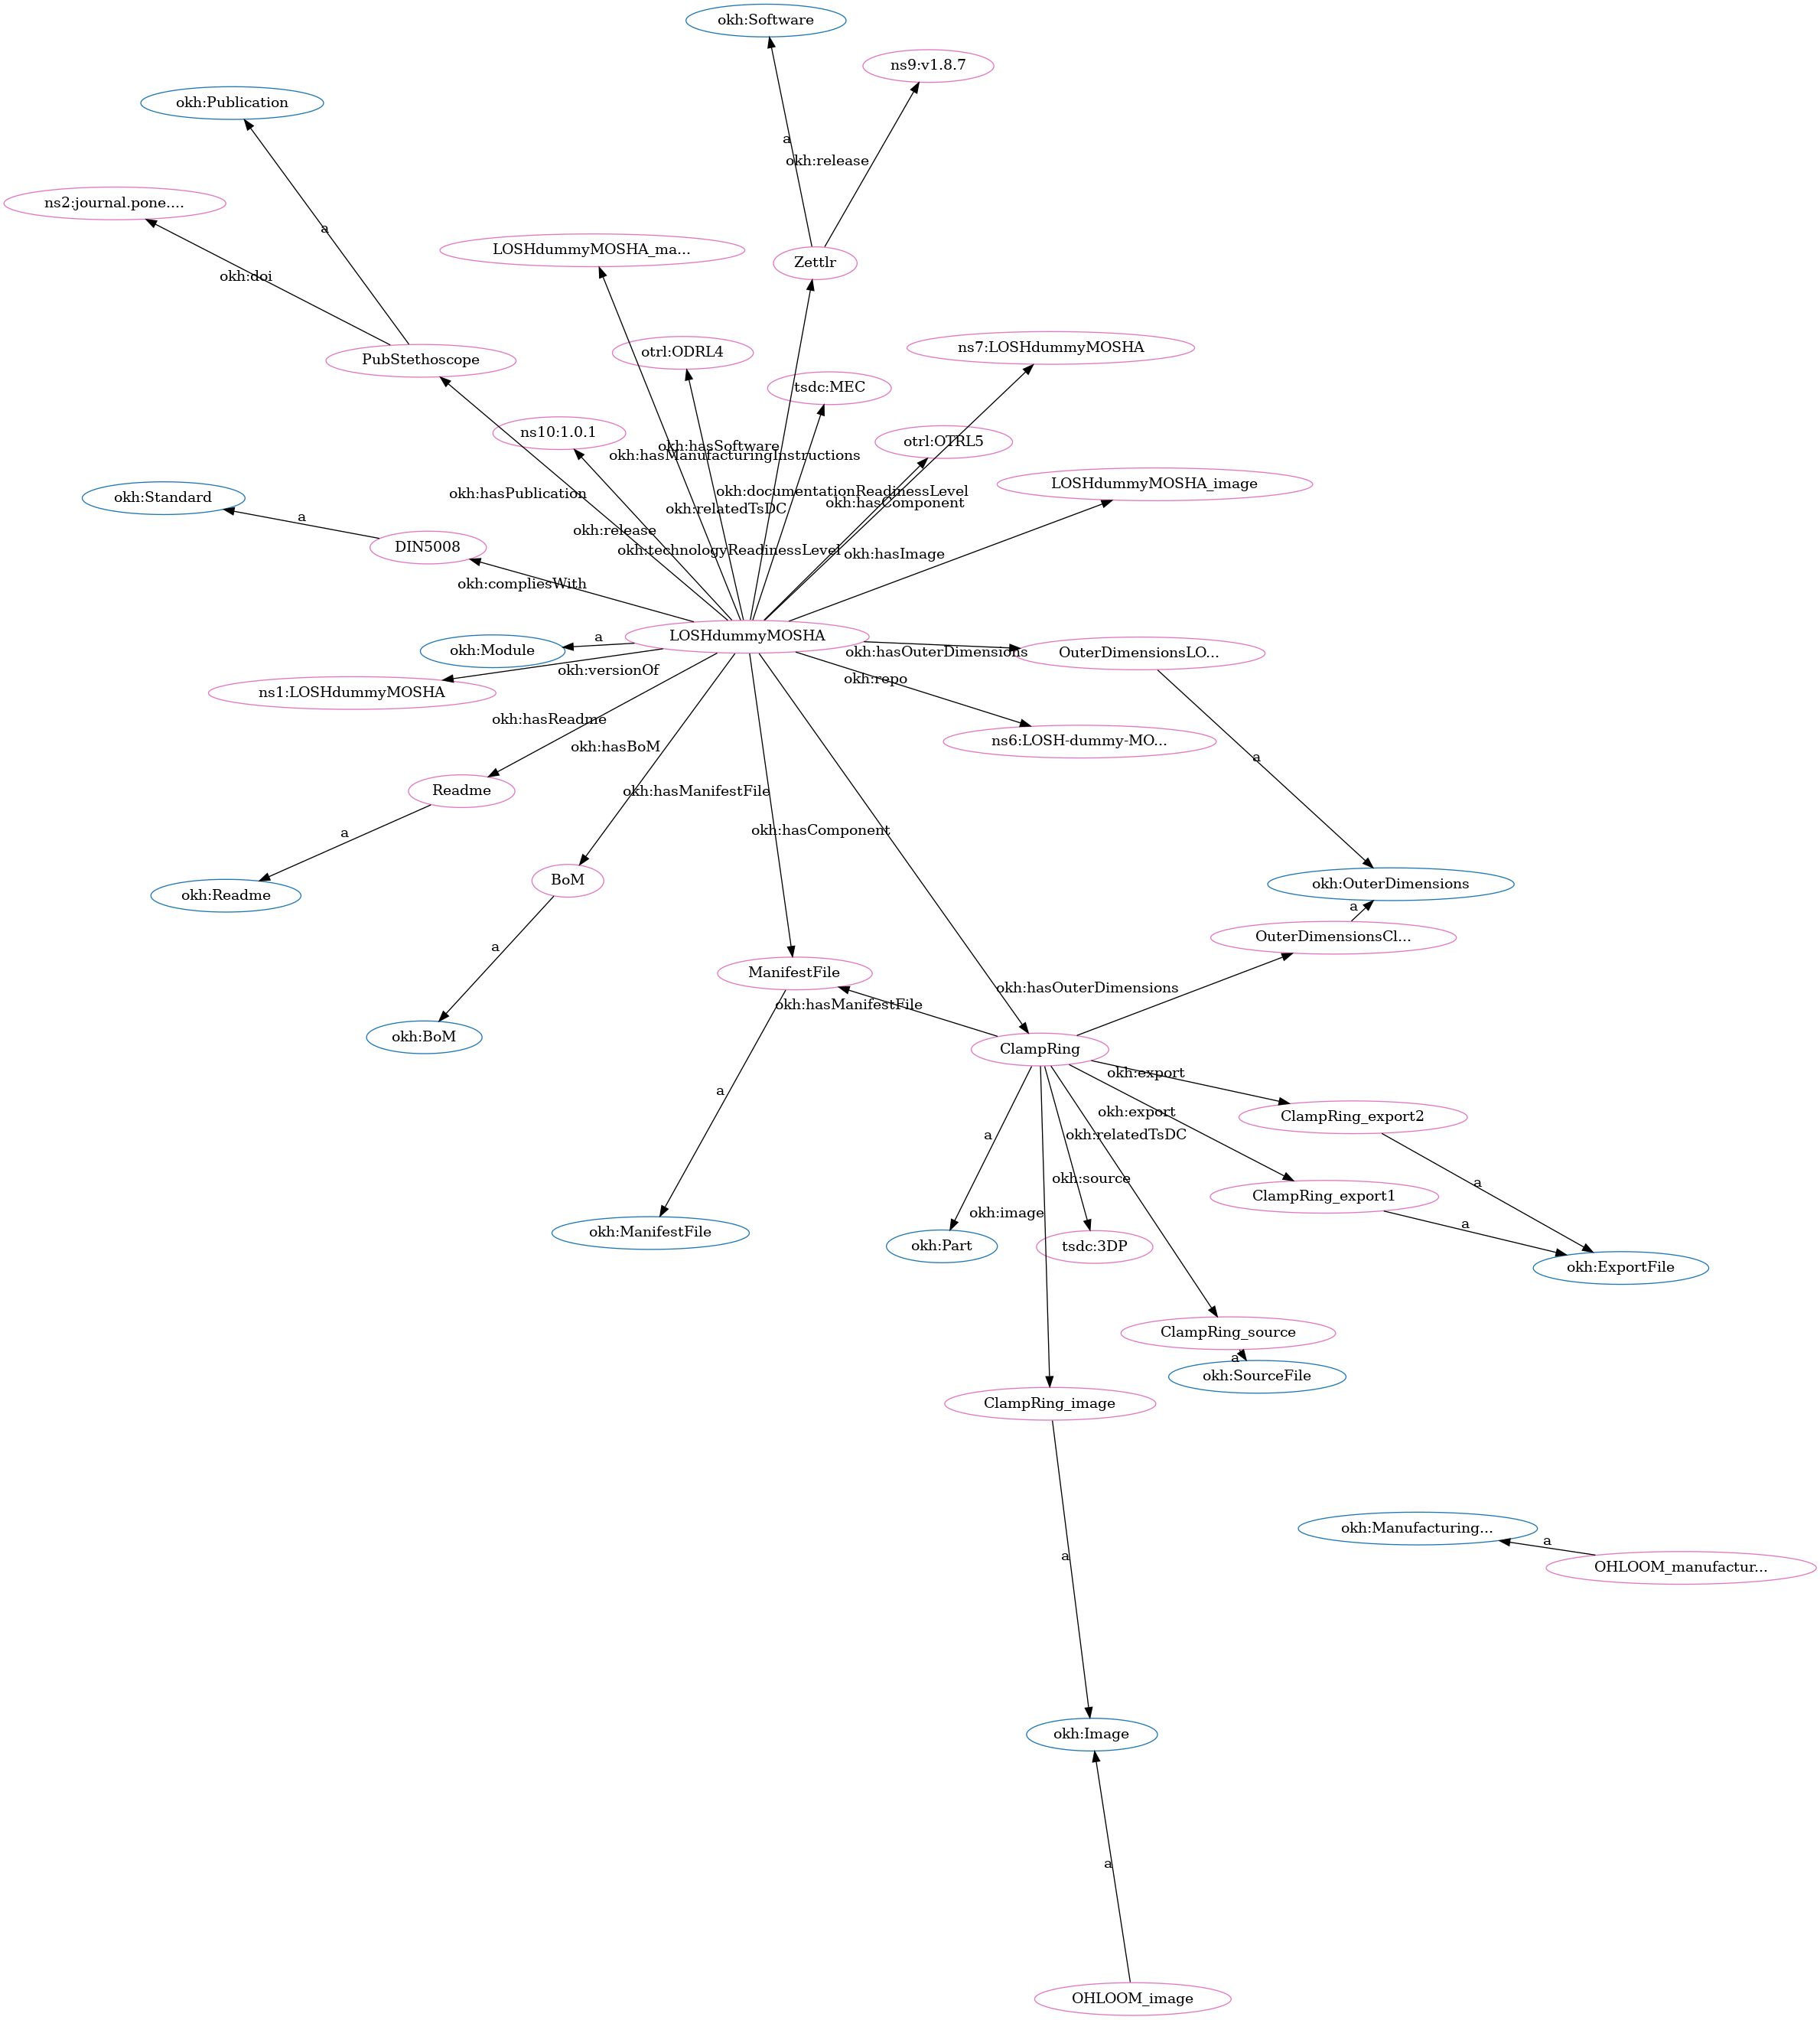 okh:Software
ns9:v1.8.7
okh:Publication
a
okh:release
ns2:journal.pone....
a
LOSHdummyMOSHA_ma...
Zettlr
okh:doi
ns7:LOSHdummyMOSHA
otrl:ODRL4
PubStethoscope
tsdc:MEC
ns10:1.0.1
otrl:OTRL5
okh:hasSoftware
okh:hasManufacturingInstructions
LOSHdummyMOSHA_image
okh:hasPublication
okh:documentationReadinessLevel
okh:Standard
okh:hasComponent
okh:relatedTsDC
a
okh:release
DIN5008
okh:technologyReadinessLevel
okh:hasImage
okh:compliesWith
LOSHdummyMOSHA
a
okh:Module
okh:hasOuterDimensions
OuterDimensionsLO...
okh:versionOf
okh:repo
ns1:LOSHdummyMOSHA
okh:hasReadme
ns6:LOSH-dummy-MO...
okh:hasBoM
a
Readme
okh:hasManifestFile
a
okh:hasComponent
BoM
okh:OuterDimensions
okh:Readme
a
OuterDimensionsCl...
a
ManifestFile
okh:hasOuterDimensions
okh:hasManifestFile
okh:BoM
ClampRing
okh:export
a
okh:export
ClampRing_export2
a
okh:relatedTsDC
okh:source
a
ClampRing_export1
okh:image
a
okh:ManifestFile
okh:Part
tsdc:3DP
okh:ExportFile
ClampRing_source
a
okh:SourceFile
ClampRing_image
okh:Manufacturing...
a
a
OHLOOM_manufactur...
okh:Image
a
OHLOOM_image